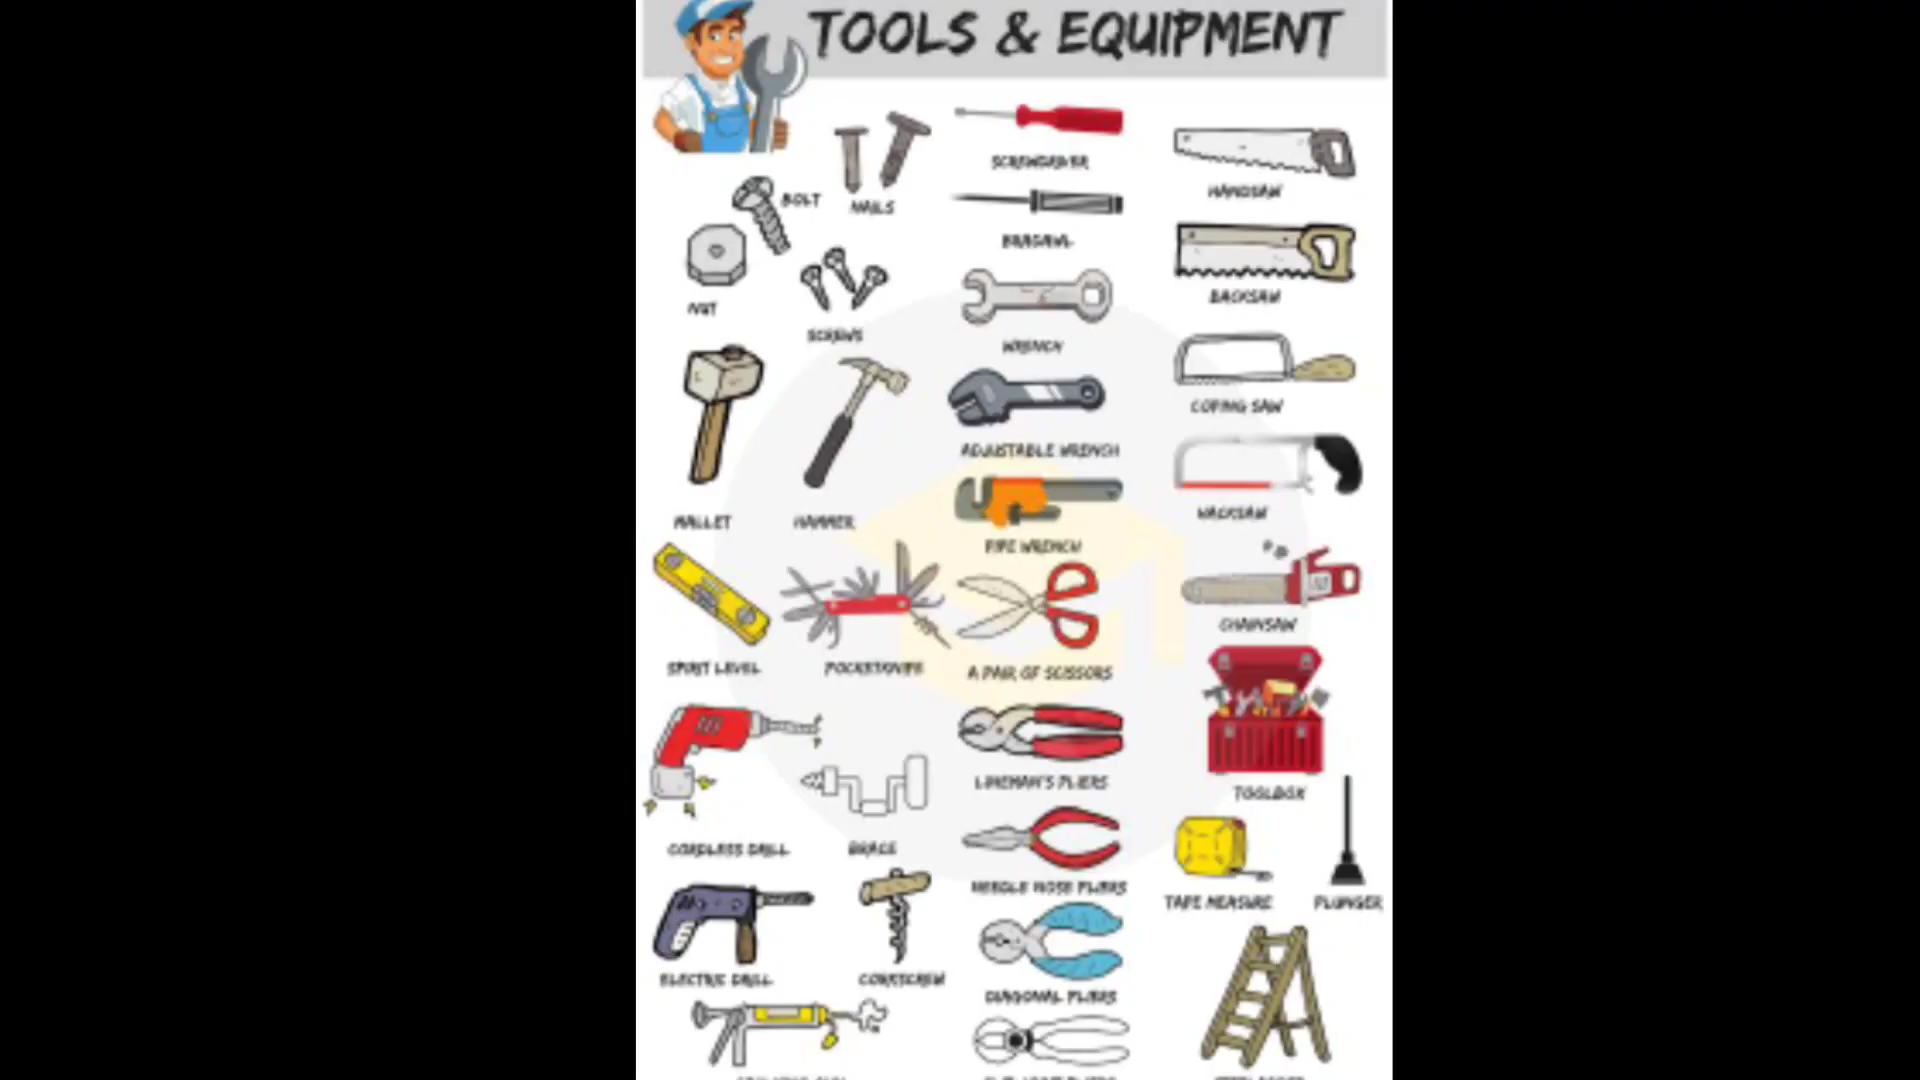 TOOLS & EQUIPMENT
SCREWDRIVER
HANDSAW
BOLT
NAILS
BRADAWL
BACKSAW
NUT
SCREWS
WRENCH
COPING SAW
ADJUSTABLE WRENCH
HACKSAW
MALLET
HAMMER
PIPE WRENCH
CHAINSAW
SPIRIT LEVEL
POCKETKNIFE
A PAIR OF SCISSORS
LINEMAN'S PLIERS
TOOLBOX
CORDLESS DRILL
BRACE
NEEDLE NOSE PLIERS
TAPE MEASURE
PLUNGER
ELECTRIC DRILL
CORKSCREW
DIAGONAL PLIERS